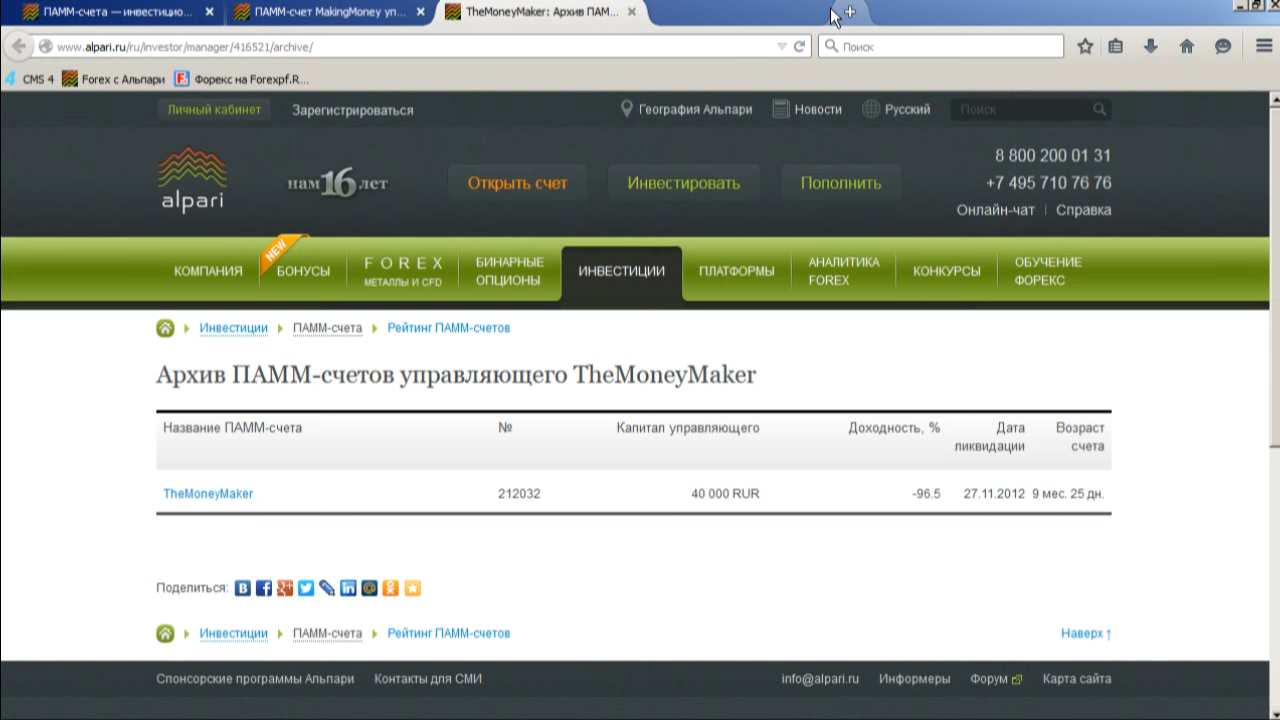 ПАММ-счета — инвестицио...
ПАММ-счет MakingMoney уп...
TheMoneyMaker: Архив ПАМ...
www.alpari.ru/ru/investor/manager/416521/archive/
Поиск
CMS 4
Forex с Альпари
Форекс на Forexpf.R...
Личный кабинет
Зарегистрироваться
География Альпари
Новости
Русский
Поиск
alpari
нам 16 лет
Открыть счет
Инвестировать
Пополнить
8 800 200 01 31
+7 495 710 76 76
Онлайн-чат
Справка
КОМПАНИЯ
NEW
БОНУСЫ
FOREX
МЕТАЛЛЫ И CFD
БИНАРНЫЕ
ОПЦИОНЫ
ИНВЕСТИЦИИ
ПЛАТФОРМЫ
АНАЛИТИКА
FOREX
КОНКУРСЫ
ОБУЧЕНИЕ
ФОРЕКС
Инвестиции ПАММ-счета Рейтинг ПАММ-счетов
Архив ПАММ-счетов управляющего TheMoneyMaker
Название ПАММ-счета
№
Капитал управляющего
Доходность, %
Дата
ликвидации
Возраст
счета
TheMoneyMaker 212032 40 000 RUR -96.5 27.11.2012 9 мес. 25 дн.
Поделиться:
Инвестиции ПАММ-счета Рейтинг ПАММ-счетов
Наверх ↑
Спонсорские программы Альпари
Контакты для СМИ
info@alpari.ru
Информеры
Форум
Карта сайта